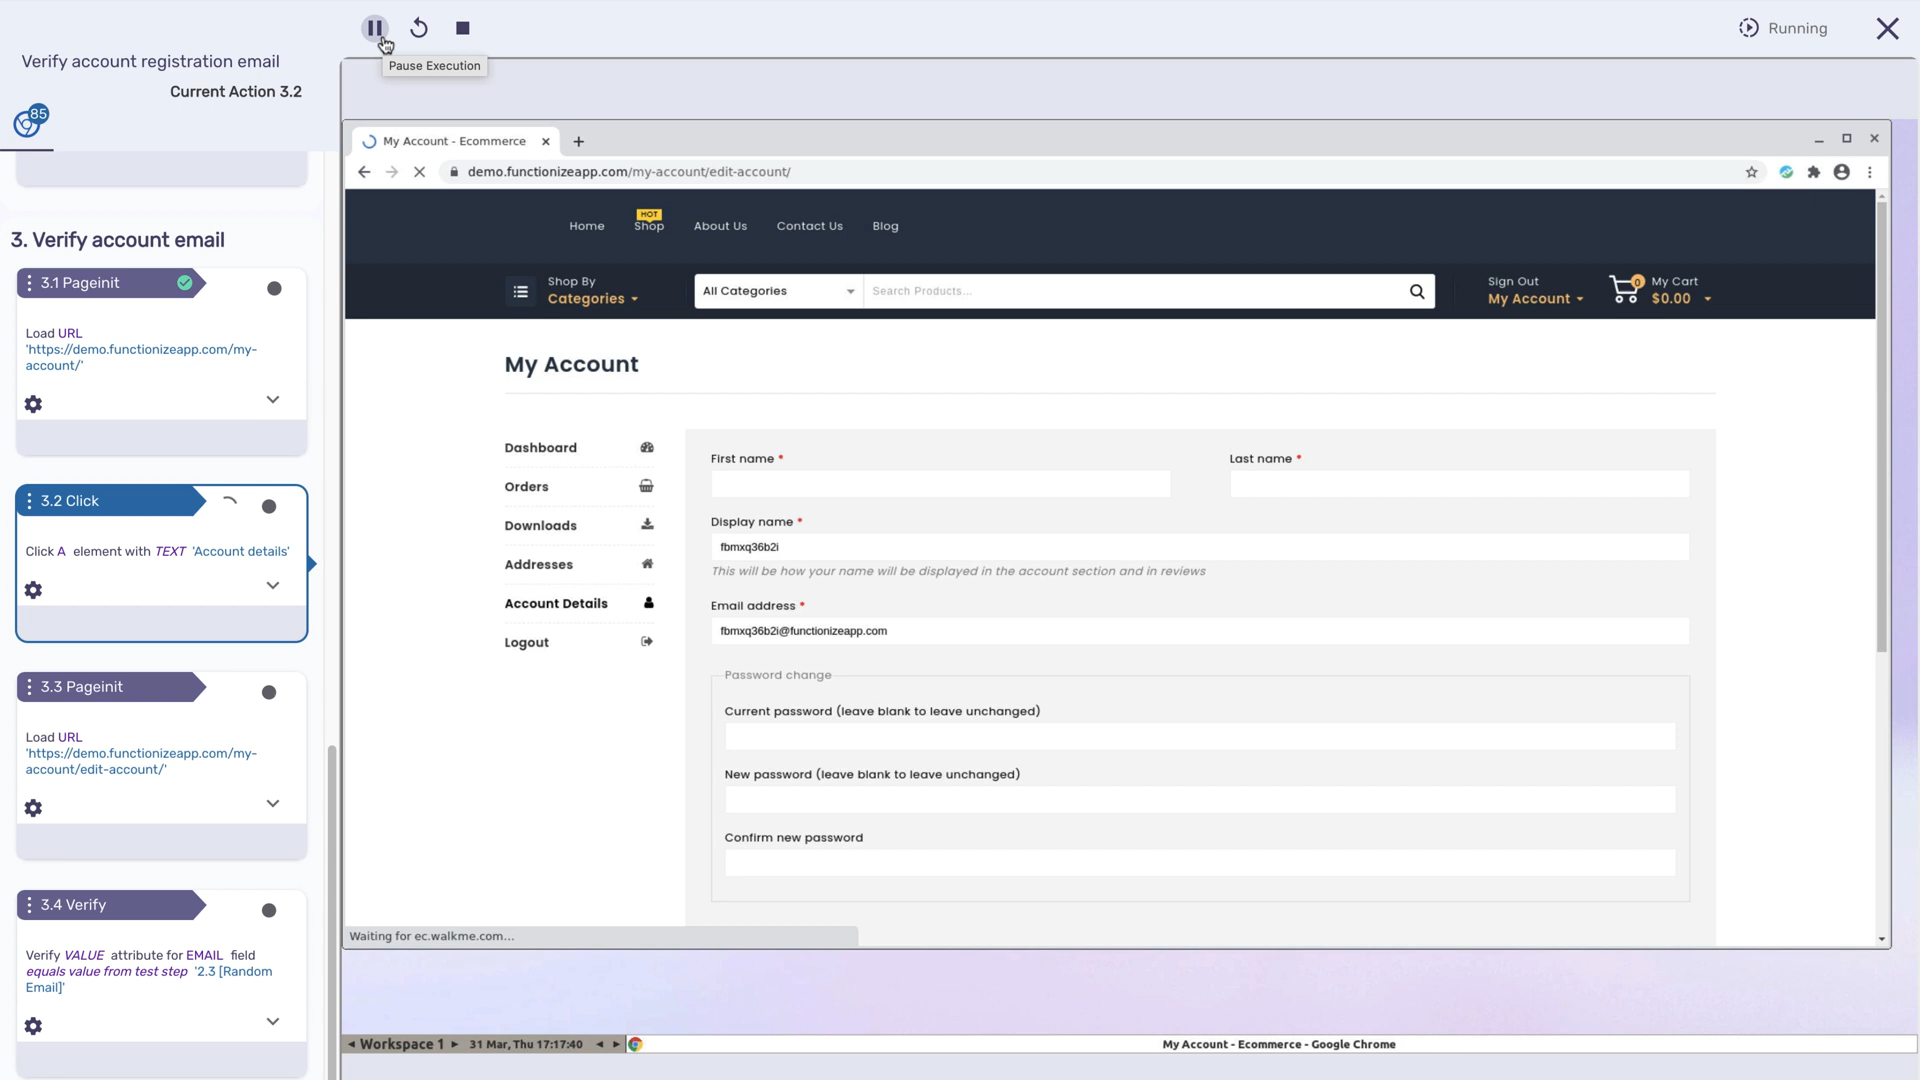 Verify account registration email
Current Action 3.2
85
Pause Execution
Running
3. Verify account email
3.1 Pageinit
Load URL
'https://demo.functionizeapp.com/my-
account/'
3.2 Click
Click A element with TEXT 'Account details'
3.3 Pageinit
Load URL
'https://demo.functionizeapp.com/my-
account/edit-account/'
3.4 Verify
Verify VALUE attribute for EMAIL field
equals value from test step '2.3 [Random
Email]'
My Account - Ecommerce
demo.functionizeapp.com/my-account/edit-account/
HOT
Home Shop About Us Contact Us Blog
Shop By
Categories
All Categories
Search Products...
Sign Out
My Account
0
My Cart
$0.00
My Account
Dashboard
Orders
Downloads
Addresses
Account Details
Logout
First name *
Last name *
Display name *
fbmxq36b2i
This will be how your name will be displayed in the account section and in reviews
Email address *
fbmxq36b2i@functionizeapp.com
Password change
Current password (leave blank to leave unchanged)
New password (leave blank to leave unchanged)
Confirm new password
Waiting for ec.walkme.com...
Workspace 1
31 Mar, Thu 17:17:40
My Account - Ecommerce - Google Chrome